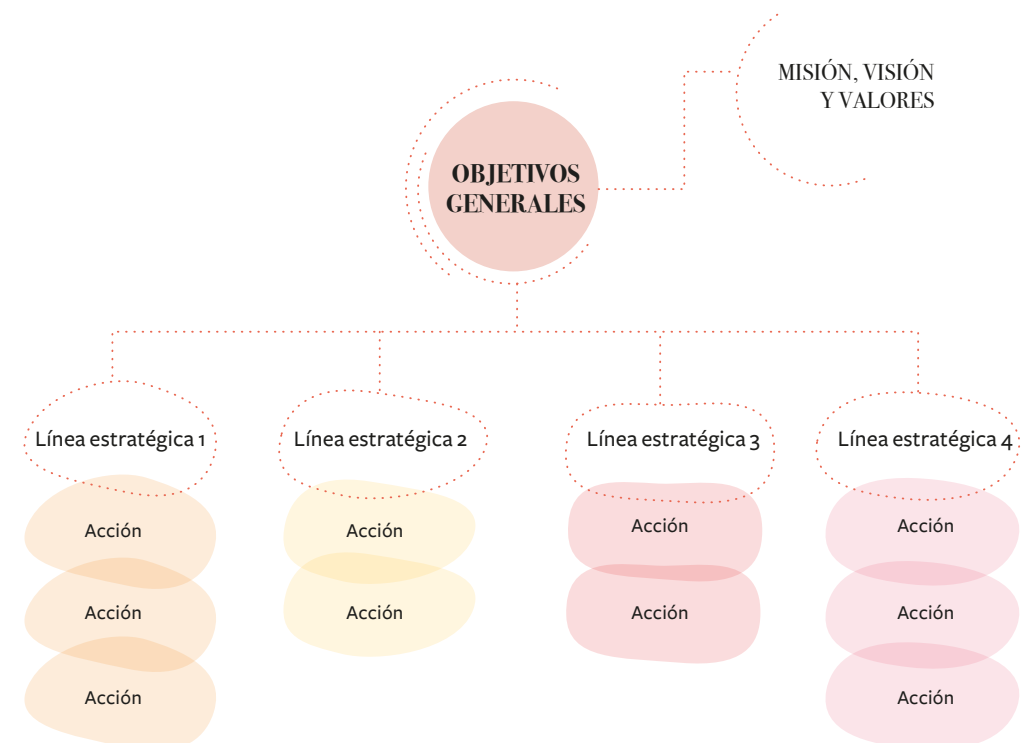 MISIÓN, VISIÓN
Y VALORES
OBJETIVOS
GENERALES
Línea estratégica 1
Línea estratégica 2
Línea estratégica 3
Línea estratégica 4
Acción
Acción
Acción
Acción
Acción
Acción
Acción
Acción
Acción
Acción